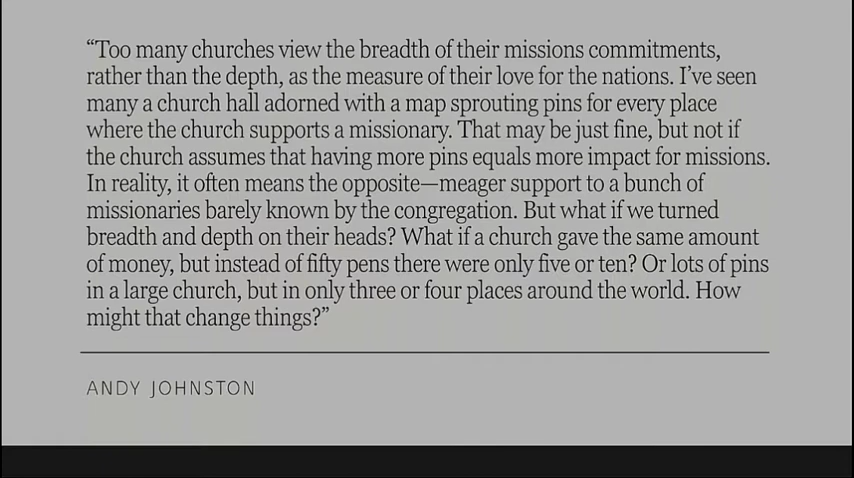 “Too many churches view the breadth of their missions commitments,
rather than the depth, as the measure of their love for the nations. I’ve seen
many a church hall adorned with a map sprouting pins for every place
where the church supports a missionary. That may be just fine, but not if
the church assumes that having more pins equals more impact for missions.
In reality, it often means the opposite—meager support to a bunch of
missionaries barely known by the congregation. But what if we turned
breadth and depth on their heads? What if a church gave the same amount
of money, but instead of fifty pens there were only five or ten? Or lots of pins
in a large church, but in only three or four places around the world. How
might that change things?”
ANDY JOHNSTON